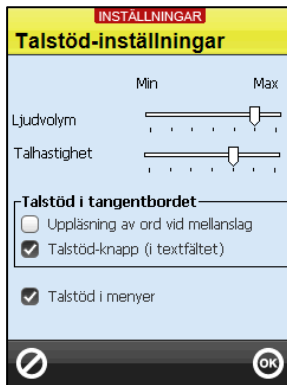 INSTÄLLNINGAR
Talstöd-inställningar
Min Max
Ljudvolym
Talhastighet
Talstöd i tangentbordet
Uppläsning av ord vid mellanslag
Talstöd-knapp (i textfältet)
Talstöd i menyer
OK